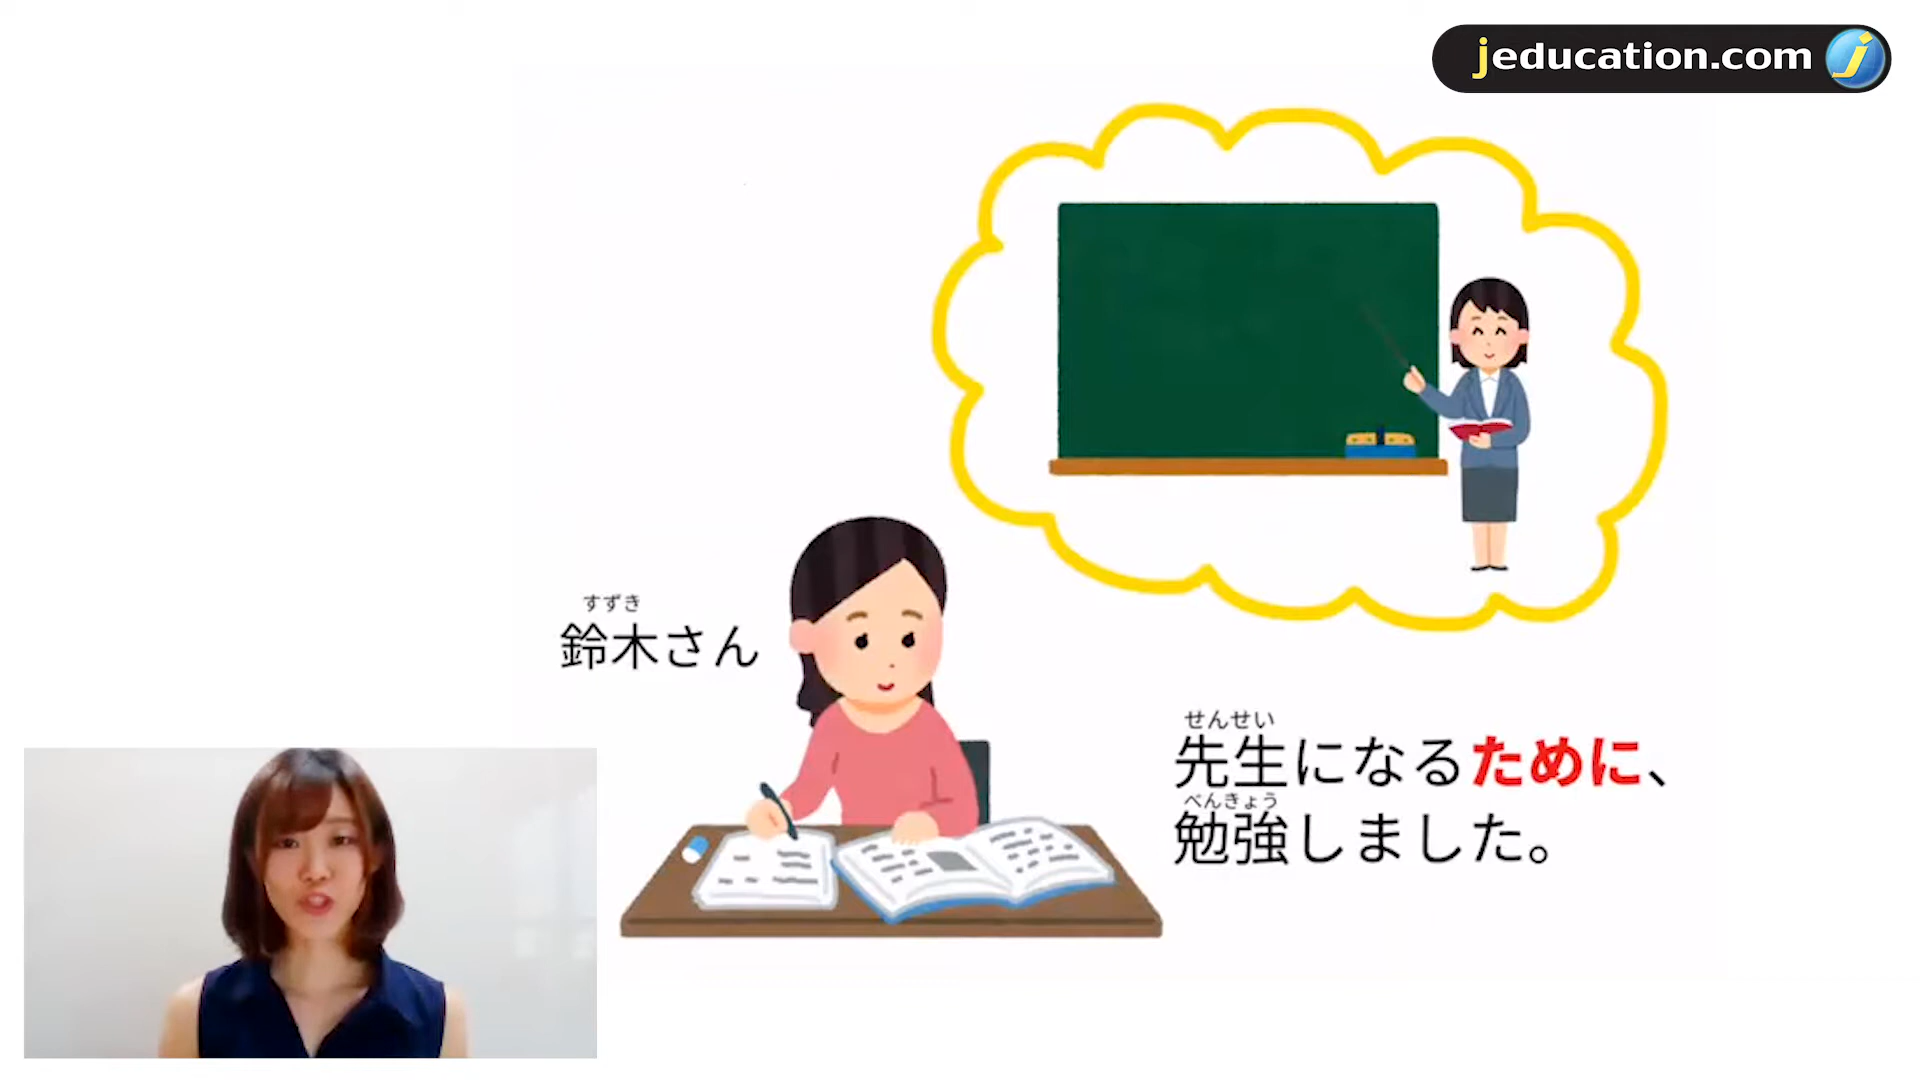 jeducation.com
すずき
鈴木さん
せんせい
先生になるために、
べんきょう
勉強しました。